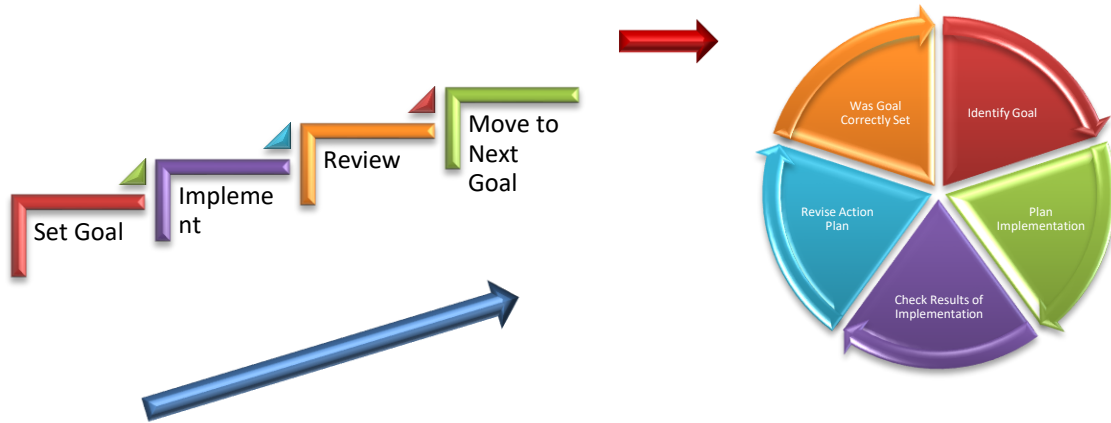 Set Goal
Impleme
nt
Review
Move to
Next
Goal
Was Goal
Correctly Set
Identify Goal
Revise Action
Plan
Plan
Implementation
Check Results of
Implementation